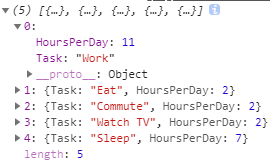 ▼ (5) [{…}, {…}, {…}, {…}, {…}] i
▼ 0:
HoursPerDay: 11
Task: "Work"
▶ __proto__: Object
▶ 1: {Task: "Eat", HoursPerDay: 2}
▶ 2: {Task: "Commute", HoursPerDay: 2}
▶ 3: {Task: "Watch TV", HoursPerDay: 2}
▶ 4: {Task: "Sleep", HoursPerDay: 7}
length: 5